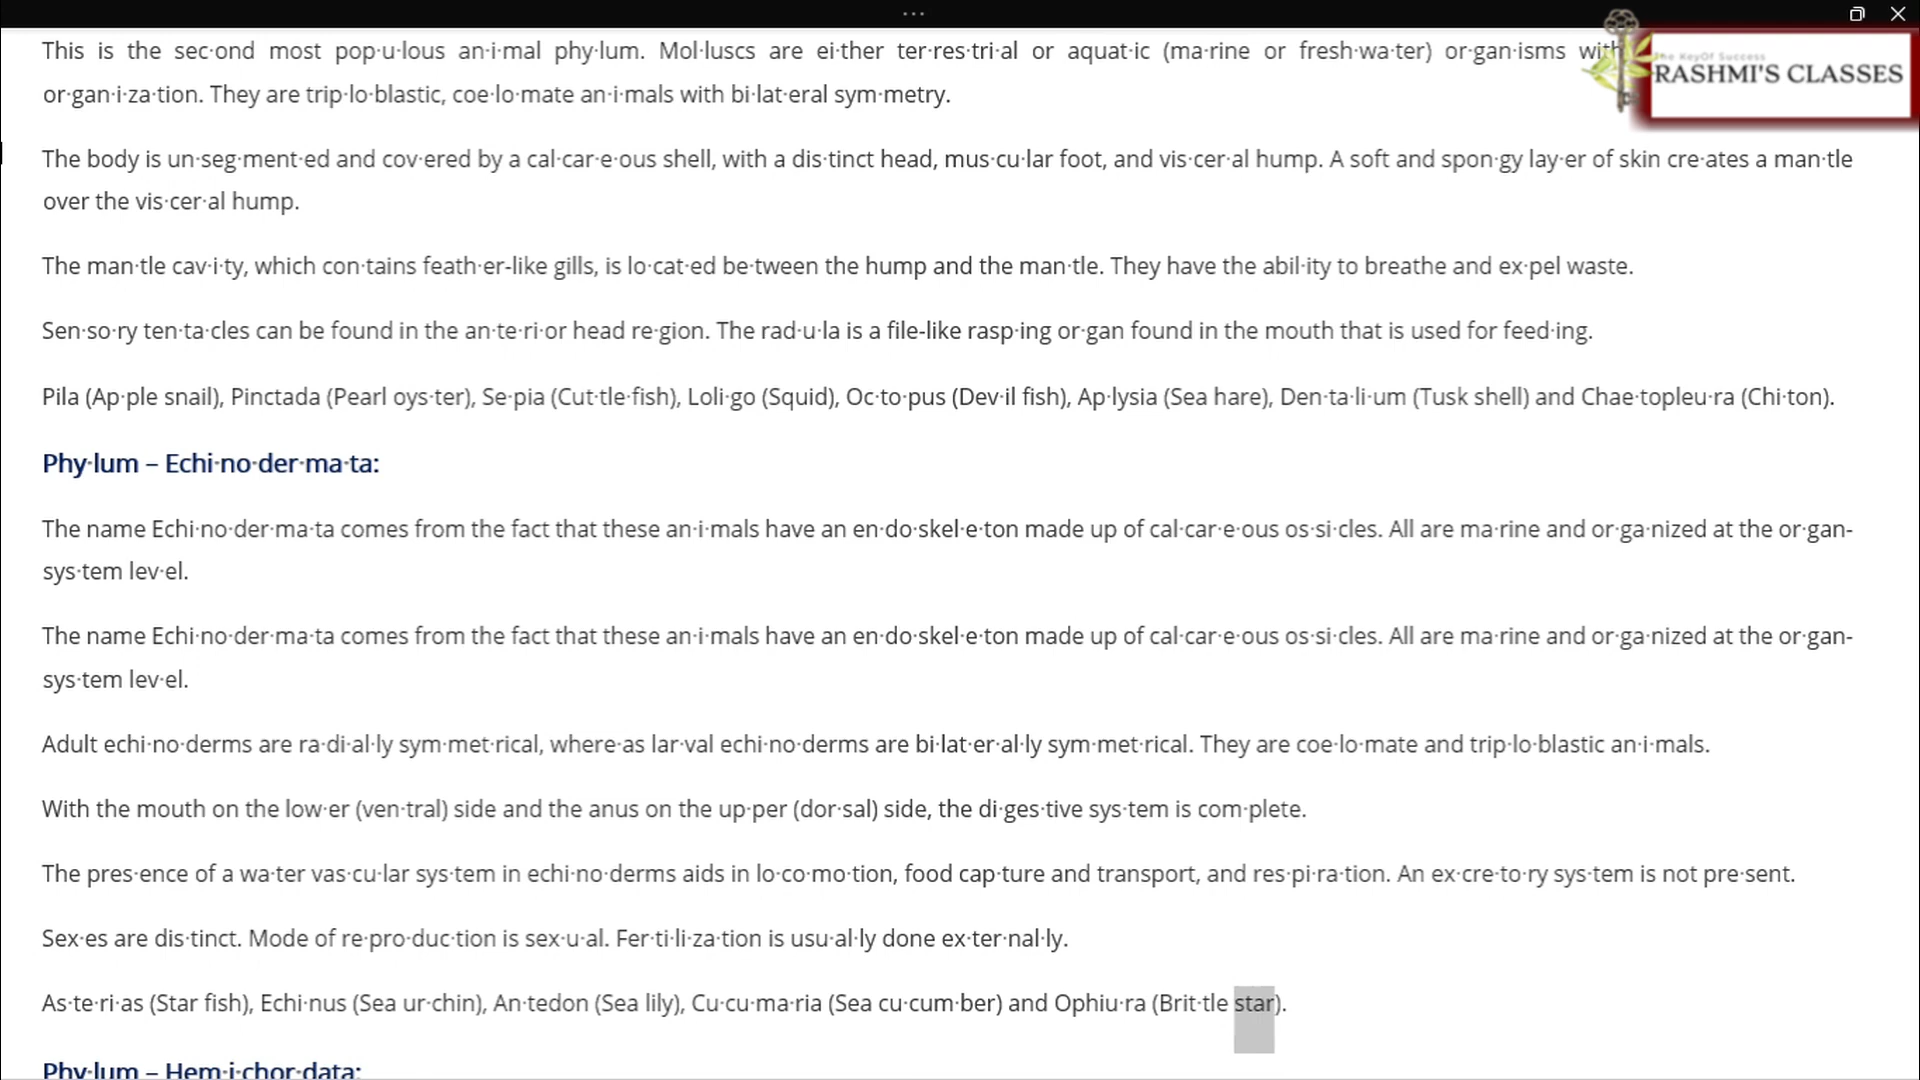 The KeyOf Success
RASHMI'S CLASSES
This is the sec·ond most pop·u·lous an·i·mal phy·lum. Mol·luscs are ei·ther ter·res·tri·al or aquat·ic (ma·rine or fresh·wa·ter) or·gan·isms with
or·gan·i·za·tion. They are trip·lo·blastic, coe·lo·mate an·i·mals with bi·lat·eral sym·metry.
The body is un·seg·ment·ed and cov·ered by a cal·car·e·ous shell, with a dis·tinct head, mus·cu·lar foot, and vis·cer·al hump. A soft and spon·gy lay·er of skin cre·ates a man·tle
over the vis·cer·al hump.
The man·tle cav·i·ty, which con·tains feath·er-like gills, is lo·cat·ed be·tween the hump and the man·tle. They have the abil·ity to breathe and ex·pel waste.
Sen·so·ry ten·ta·cles can be found in the an·te·ri·or head re·gion. The rad·u·la is a file-like rasp·ing or·gan found in the mouth that is used for feed·ing.
Pila (Ap·ple snail), Pinctada (Pearl oys·ter), Se·pia (Cut·tle·fish), Loli·go (Squid), Oc·to·pus (Dev·il fish), Ap·lysia (Sea hare), Den·ta·li·um (Tusk shell) and Chae·topleu·ra (Chi·ton).
Phy·lum – Echi·no·der·ma·ta:
The name Echi·no·der·ma·ta comes from the fact that these an·i·mals have an en·do·skel·e·ton made up of cal·car·e·ous os·si·cles. All are ma·rine and or·ga·nized at the or·gan-
sys·tem lev·el.
The name Echi·no·der·ma·ta comes from the fact that these an·i·mals have an en·do·skel·e·ton made up of cal·car·e·ous os·si·cles. All are ma·rine and or·ga·nized at the or·gan-
sys·tem lev·el.
Adult echi·no·derms are ra·di·al·ly sym·met·rical, where·as lar·val echi·no·derms are bi·lat·er·al·ly sym·met·rical. They are coe·lo·mate and trip·lo·blastic an·i·mals.
With the mouth on the low·er (ven·tral) side and the anus on the up·per (dor·sal) side, the di·ges·tive sys·tem is com·plete.
The pres·ence of a wa·ter vas·cu·lar sys·tem in echi·no·derms aids in lo·co·mo·tion, food cap·ture and transport, and res·pi·ra·tion. An ex·cre·to·ry sys·tem is not pre·sent.
Sex·es are dis·tinct. Mode of re·pro·duc·tion is sex·u·al. Fer·ti·li·za·tion is usu·al·ly done ex·ter·nal·ly.
As·te·ri·as (Star fish), Echi·nus (Sea ur·chin), An·tedon (Sea lily), Cu·cu·ma·ria (Sea cu·cum·ber) and Ophiu·ra (Brit·tle star).
Phy·lum – Hem·i·chor·data: